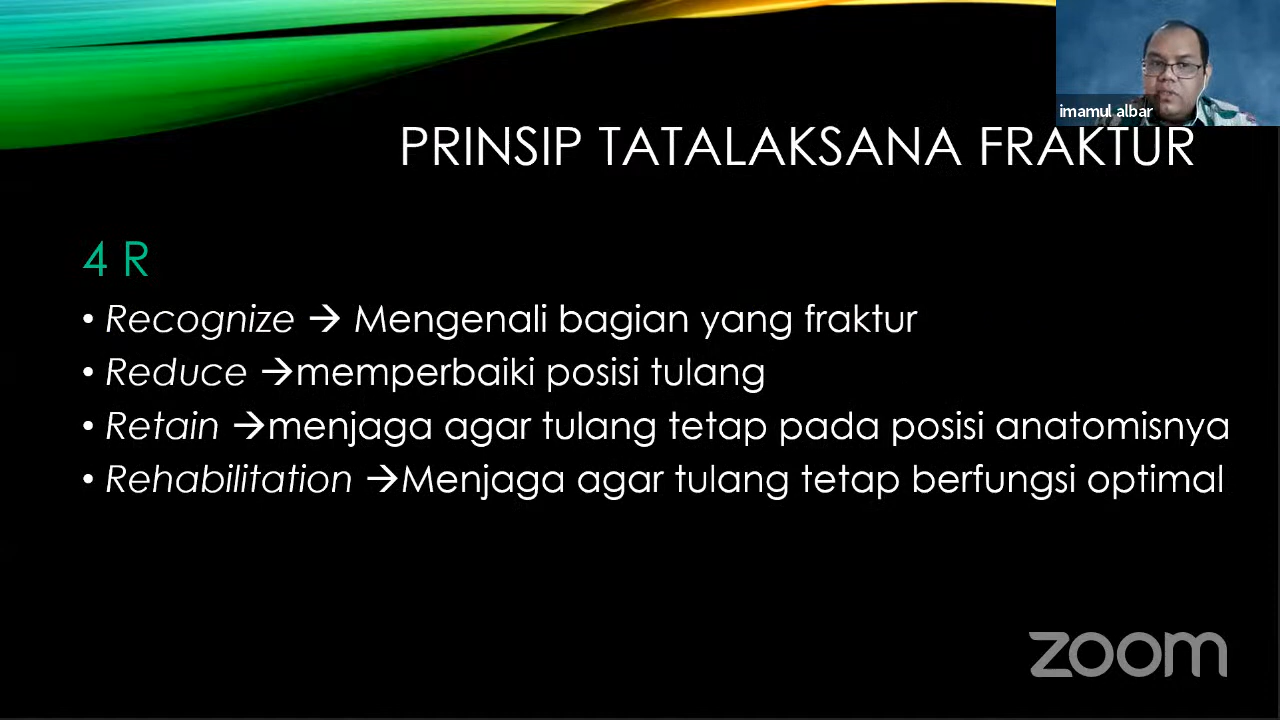 imamul albar
PRINSIP TATALAKSANA FRAKTUR
4 R
• Recognize → Mengenali bagian yang fraktur
• Reduce →memperbaiki posisi tulang
• Retain →menjaga agar tulang tetap pada posisi anatomisnya
• Rehabilitation →Menjaga agar tulang tetap berfungsi optimal
zoom